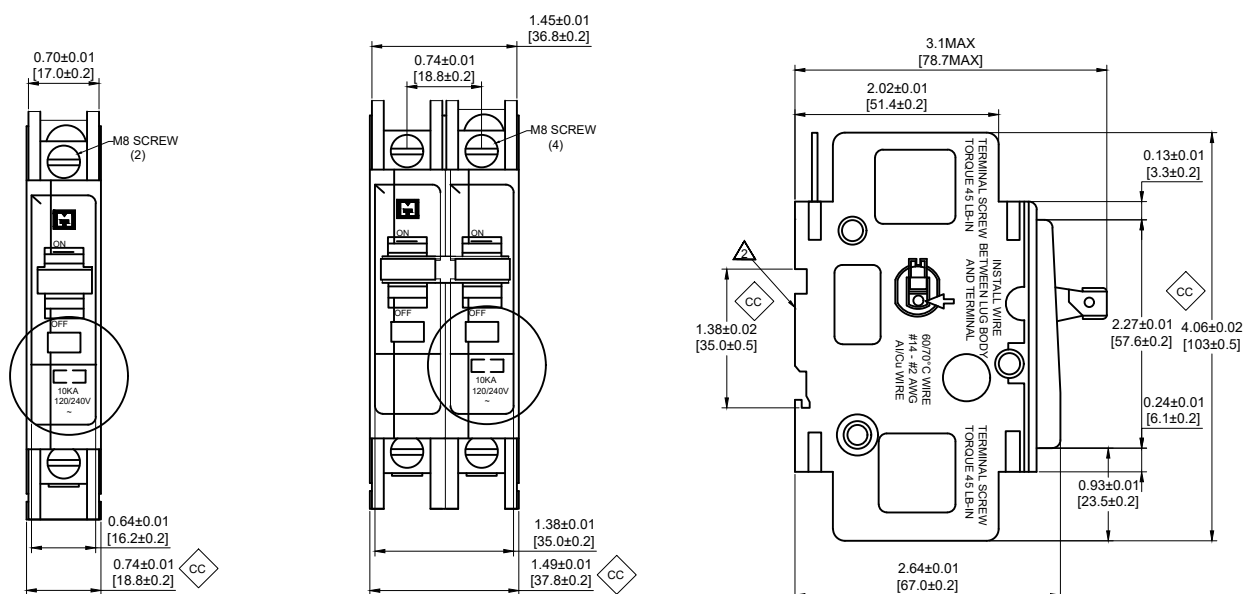 0.70±0.01
[17.0±0.2]
M8 SCREW
(2)
ON
OFF
10KA
120/240V
~
0.64±0.01
[16.2±0.2]
0.74±0.01
[18.8±0.2]
CC
1.45±0.01
[36.8±0.2]
0.74±0.01
[18.8±0.2]
M8 SCREW
(4)
ON
ON
OFF
OFF
10KA
120/240V
~
1.38±0.01
[35.0±0.2]
1.49±0.01
[37.8±0.2]
CC
3.1MAX
[78.7MAX]
2.02±0.01
[51.4±0.2]
0.13±0.01
[3.3±0.2]
2
CC
1.38±0.02
[35.0±0.5]
TERMINAL SCREW
TORQUE 45 LB-IN
INSTALL WIRE
BETWEEN LUG BODY
AND TERMINAL
60/70°C WIRE
#14 - #2 AWG
Al/Cu WIRE
TERMINAL SCREW
TORQUE 45 LB-IN
CC
2.27±0.01
[57.6±0.2]
4.06±0.02
[103±0.5]
0.24±0.01
[6.1±0.2]
0.93±0.01
[23.5±0.2]
2.64±0.01
[67.0±0.2]